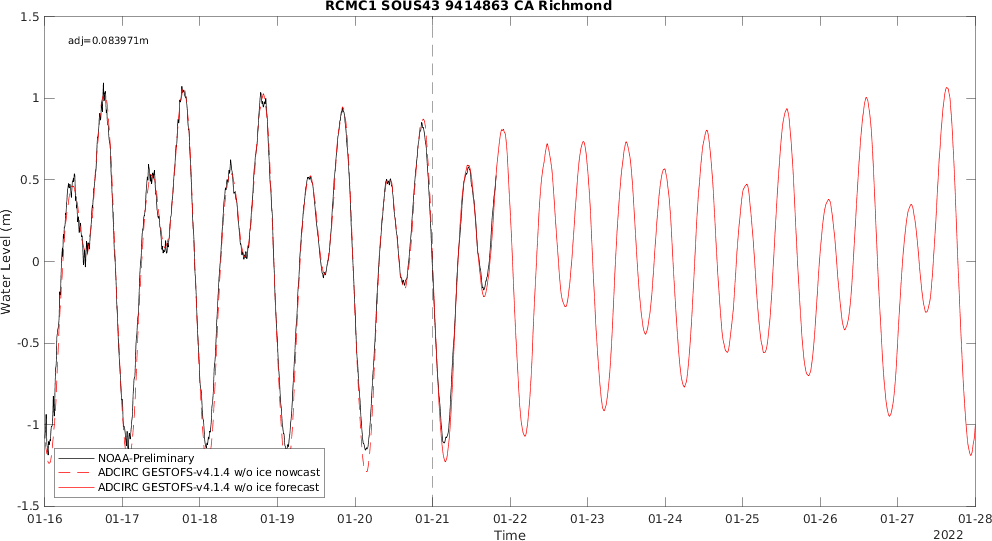 RCMC1 SOUS43 9414863 CA Richmond
1.5
adj=0.083971m
1
0.5
0
-0.5
-1
-1.5
Water Level (m)
NOAA-Preliminary
ADCIRC GESTOFS-v4.1.4 w/o ice nowcast
ADCIRC GESTOFS-v4.1.4 w/o ice forecast
01-16 01-17 01-18 01-19 01-20 01-21 01-22 01-23 01-24 01-25 01-26 01-27 01-28
Time
2022